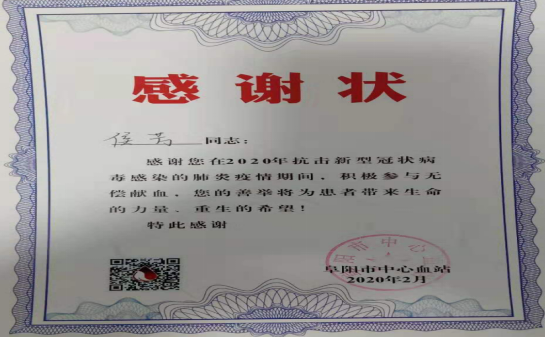 感谢状
同志：
感谢您在2020年抗击新型冠状病
毒感染的肺炎疫情期间，积极参与无
偿献血，您的善举将为患者带来生命
的力量、重生的希望！
特此感谢
阜阳市中心血站
2020年2月